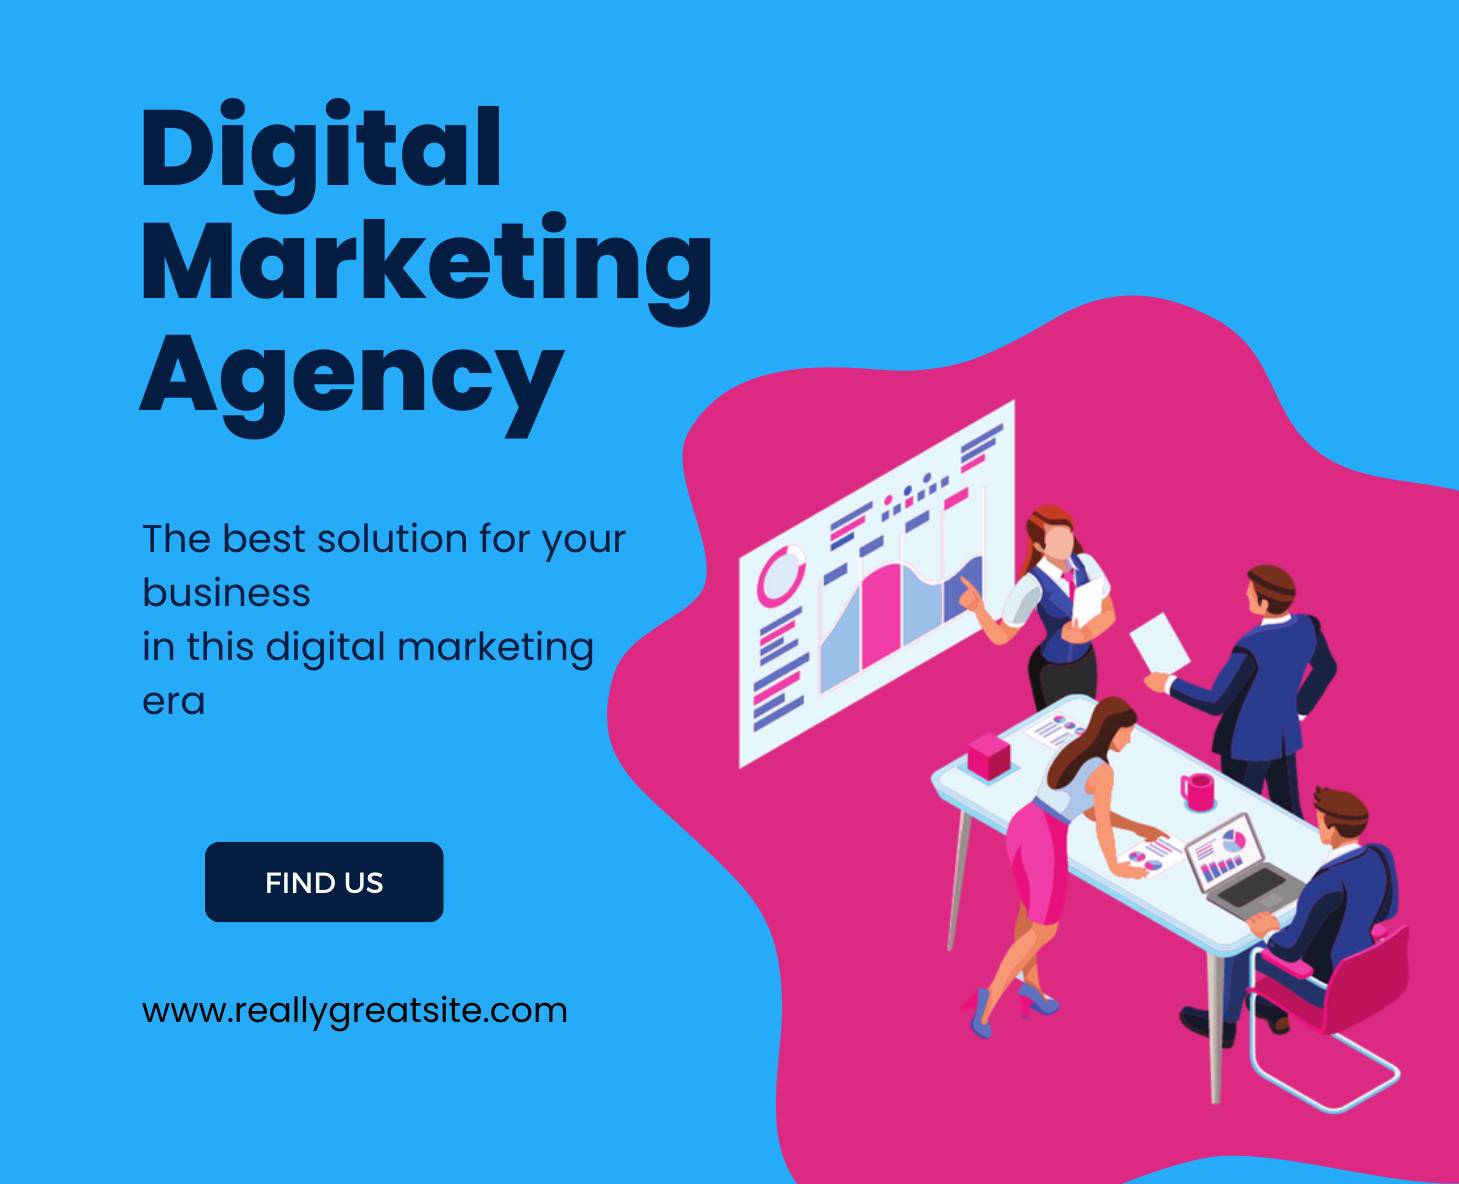 Digital
Marketing
Agency
The best solution for your
business
in this digital marketing
era
FIND US
www.reallygreatsite.com